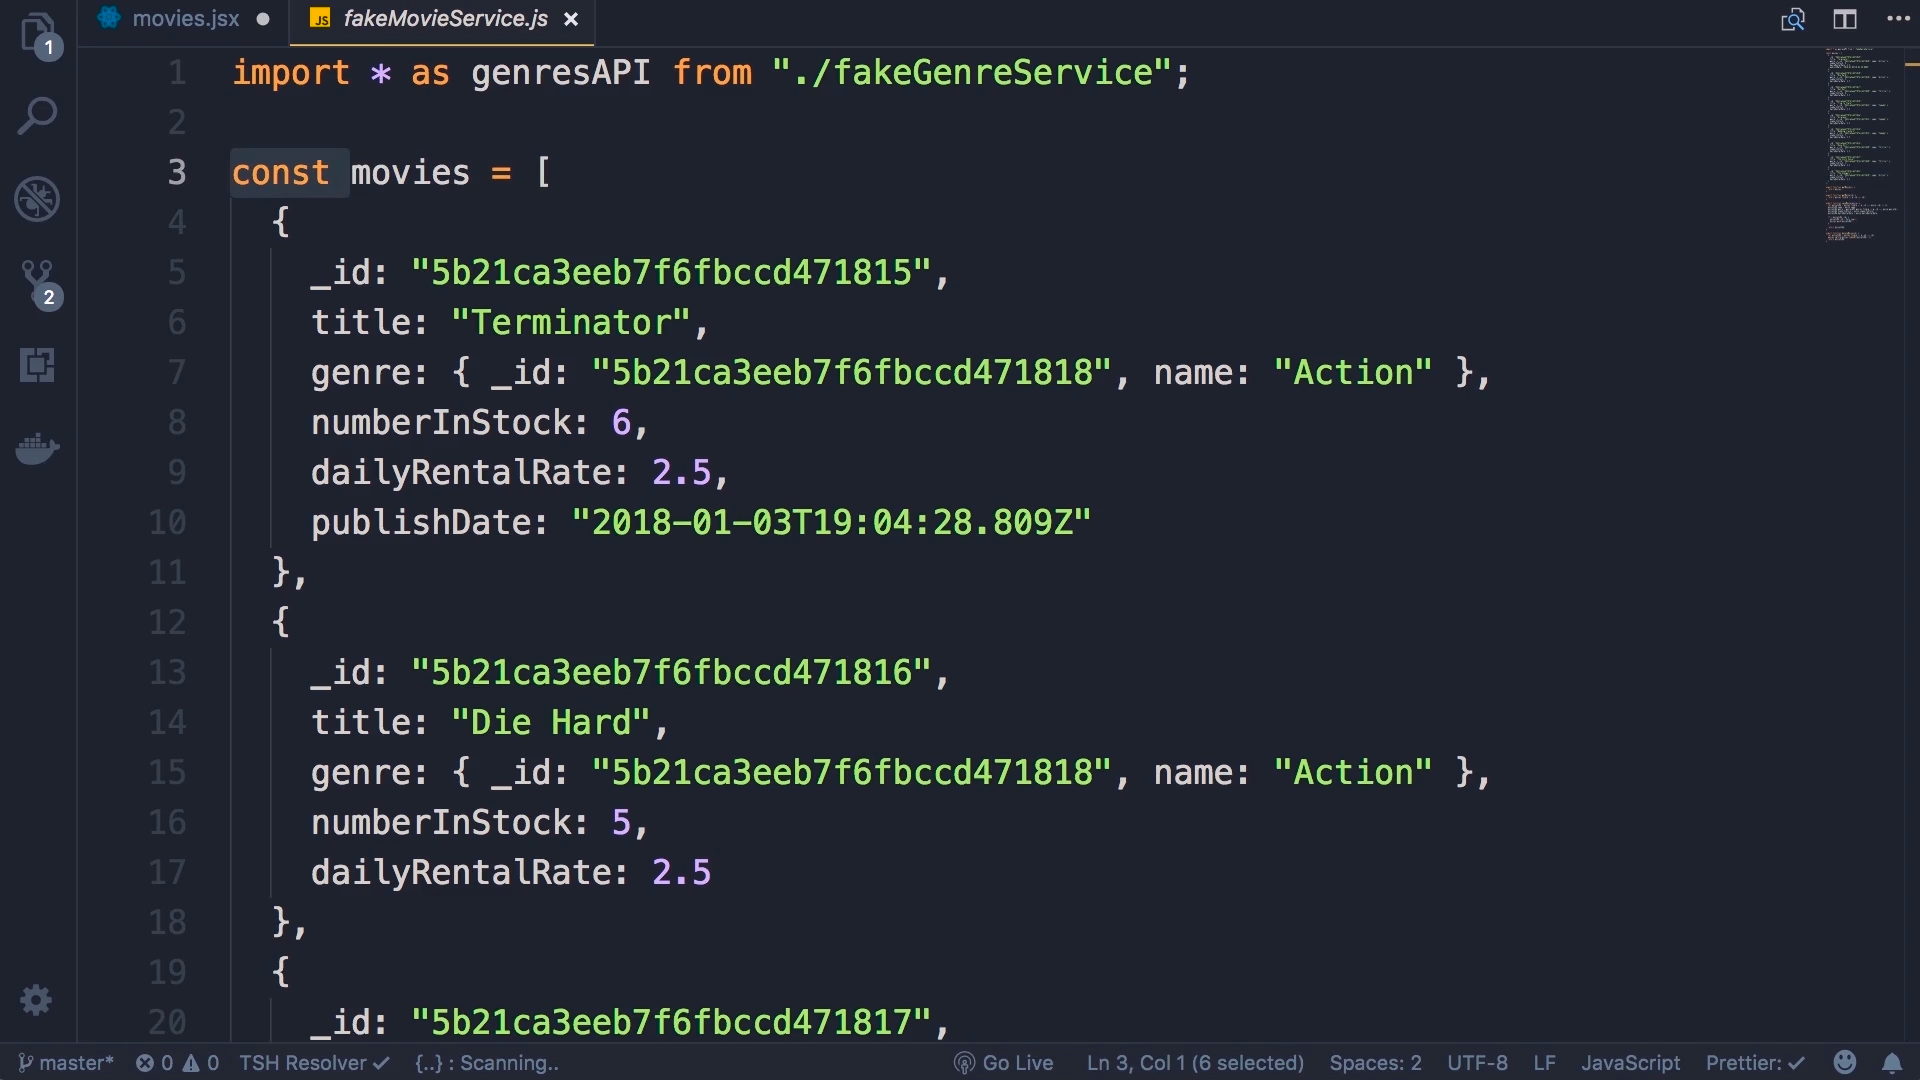 movies.jsx
JS fakeMovieService.js
1
2
1 import * as genresAPI from "./fakeGenreService";
2
3 const movies = [
4 {
5 _id: "5b21ca3eeb7f6fbccd471815",
6 title: "Terminator",
7 genre: { _id: "5b21ca3eeb7f6fbccd471818", name: "Action" },
8 numberInStock: 6,
9 dailyRentalRate: 2.5,
10 publishDate: "2018-01-03T19:04:28.809Z"
11 },
12 {
13 _id: "5b21ca3eeb7f6fbccd471816",
14 title: "Die Hard",
15 genre: { _id: "5b21ca3eeb7f6fbccd471818", name: "Action" },
16 numberInStock: 5,
17 dailyRentalRate: 2.5
18 },
19 {
20 _id: "5b21ca3eeb7f6fbccd471817",
master* 0 0 TSH Resolver ✓ {..} : Scanning.. Go Live Ln 3, Col 1 (6 selected) Spaces: 2 UTF-8 LF JavaScript Prettier: ✓